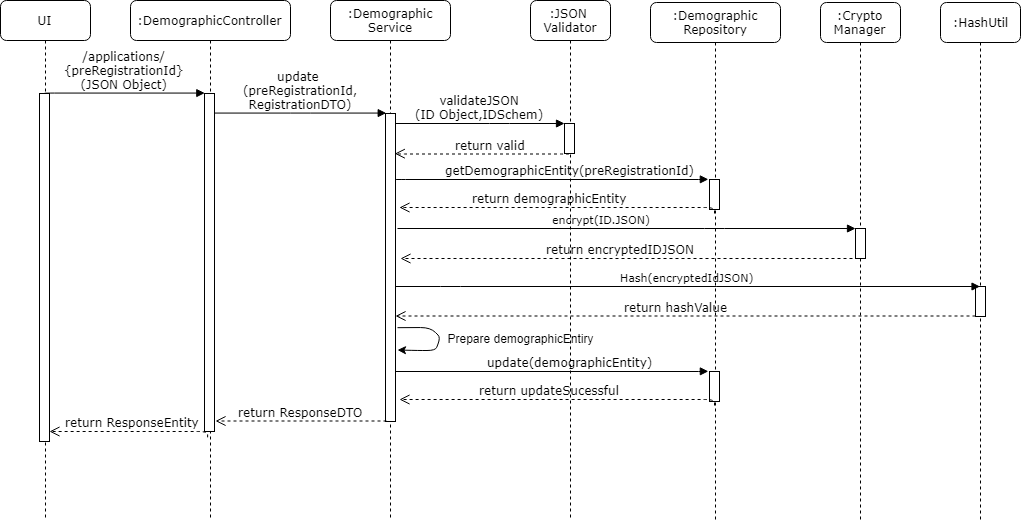 UI
:DemographicController
:Demographic
Service
:JSON
Validator
:Demographic
Repository
:Crypto
Manager
:HashUtil
/applications/
{preRegistrationId}
(JSON Object)
update
(preRegistrationId,
RegistrationDTO)
validateJSON
(ID Object,IDSchem)
return valid
getDemographicEntity(preRegistrationId)
return demographicEntity
encrypt(ID.JSON)
return encryptedIDJSON
Hash(encryptedIdJSON)
return hashValue
Prepare demographicEntiry
update(demographicEntity)
return updateSucessful
return ResponseDTO
return ResponseEntity